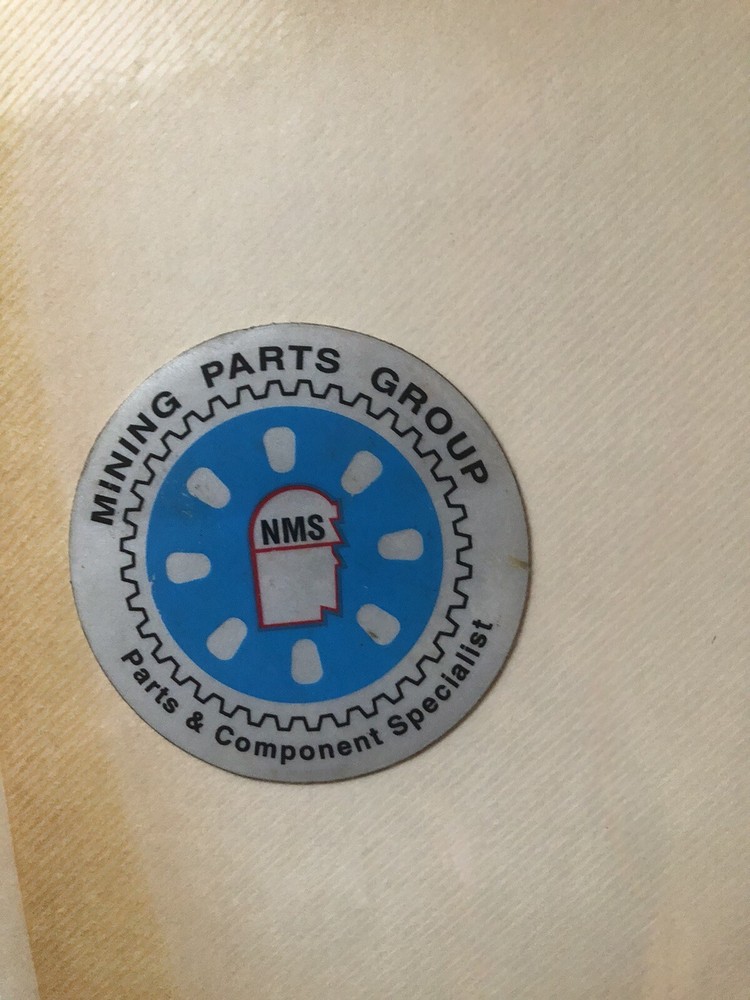 MINING PARTS GROUP
NMS
Parts & Component Specialist